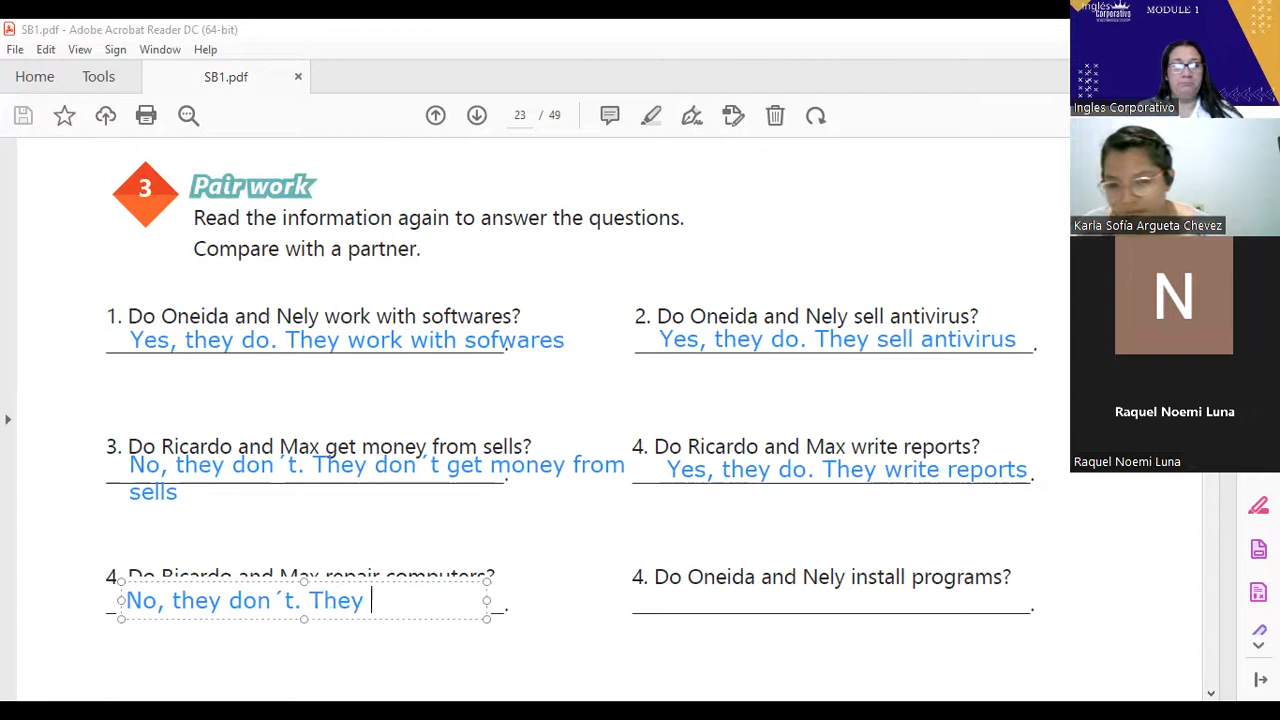 SB1.pdf - Adobe Acrobat Reader DC (64-bit)
File Edit View Sign Window Help
Home Tools SB1.pdf ×
23 / 49
3 Pair work
Read the information again to answer the questions.
Compare with a partner.
1. Do Oneida and Nely work with softwares?
Yes, they do. They work with sofwares
2. Do Oneida and Nely sell antivirus?
Yes, they do. They sell antivirus
3. Do Ricardo and Max get money from sells?
No, they don´t. They don´t get money from
sells
4. Do Ricardo and Max write reports?
Yes, they do. They write reports
4. Do Ricardo and Max repair computers?
No, they don´t. They
4. Do Oneida and Nely install programs?
Inglés
Corporativo
MODULE 1
Ingles Corporativo
Karla Sofía Argueta Chevez
N
Raquel Noemi Luna
Raquel Noemi Luna